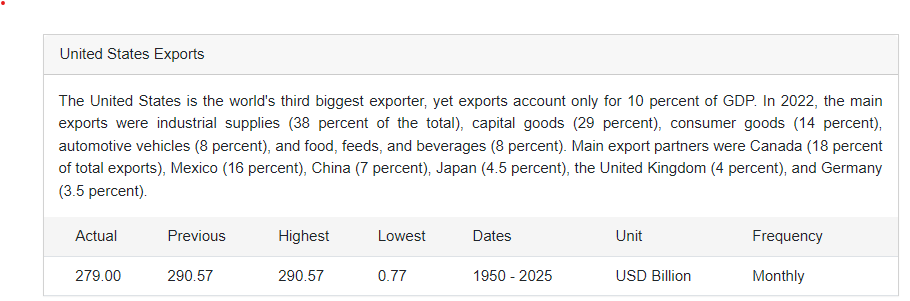 United States Exports
The United States is the world's third biggest exporter, yet exports account only for 10 percent of GDP. In 2022, the main
exports were industrial supplies (38 percent of the total), capital goods (29 percent), consumer goods (14 percent),
automotive vehicles (8 percent), and food, feeds, and beverages (8 percent). Main export partners were Canada (18 percent
of total exports), Mexico (16 percent), China (7 percent), Japan (4.5 percent), the United Kingdom (4 percent), and Germany
(3.5 percent).
Actual Previous Highest Lowest Dates Unit Frequency
279.00 290.57 290.57 0.77 1950 - 2025 USD Billion Monthly